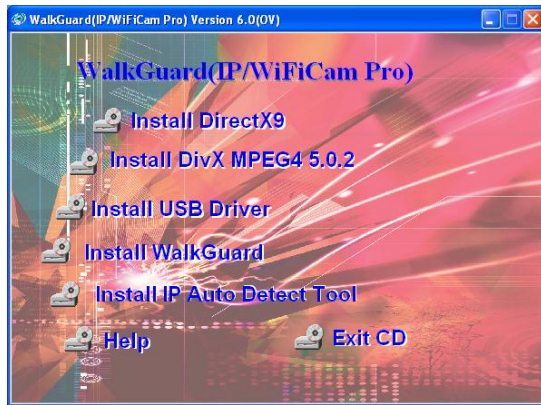 WalkGuard(IP/WiFiCam Pro) Version 6.0(OV)
WalkGuard(IP/WiFiCam Pro)
Install DirectX9
Install DivX MPEG4 5.0.2
Install USB Driver
Install WalkGuard
Install IP Auto Detect Tool
Help
Exit CD